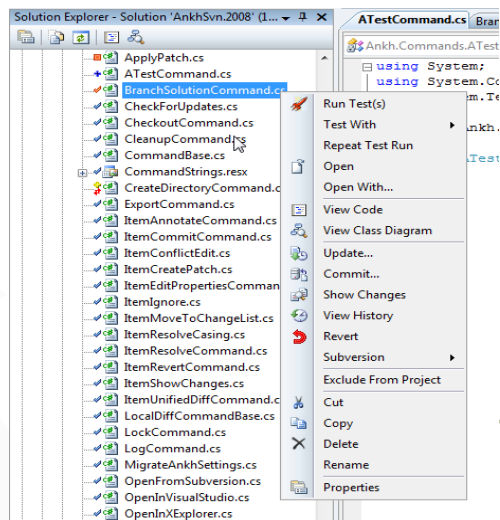 Solution Explorer - Solution 'AnkhSvn.2008' (1...
ApplyPatch.cs
ATestCommand.cs
BranchSolutionCommand.cs
CheckForUpdates.cs
CheckoutCommand.cs
CleanupCommand.cs
CommandBase.cs
CommandStrings.resx
CreateDirectoryCommand.c
ExportCommand.cs
ItemAnnotateCommand.cs
ItemCommitCommand.cs
ItemConflictEdit.cs
ItemCreatePatch.cs
ItemEditPropertiesComman
ItemIgnore.cs
ItemMoveToChangeList.cs
ItemResolveCasing.cs
ItemResolveCommand.cs
ItemRevertCommand.cs
ItemShowChanges.cs
ItemUnifiedDiffCommand.c
LocalDiffCommandBase.cs
LockCommand.cs
LogCommand.cs
MigrateAnkhSettings.cs
OpenFromSubversion.cs
OpenInVisualStudio.cs
OpenInXExplorer.cs
Run Test(s)
Test With
Repeat Test Run
Open
Open With...
View Code
View Class Diagram
Update...
Commit...
Show Changes
View History
Revert
Subversion
Exclude From Project
Cut
Copy
Delete
Rename
Properties
ATestCommand.cs Bran
Ankh.Commands.ATest
using System;
using System.Co
m.Te
Ankh.
ATest